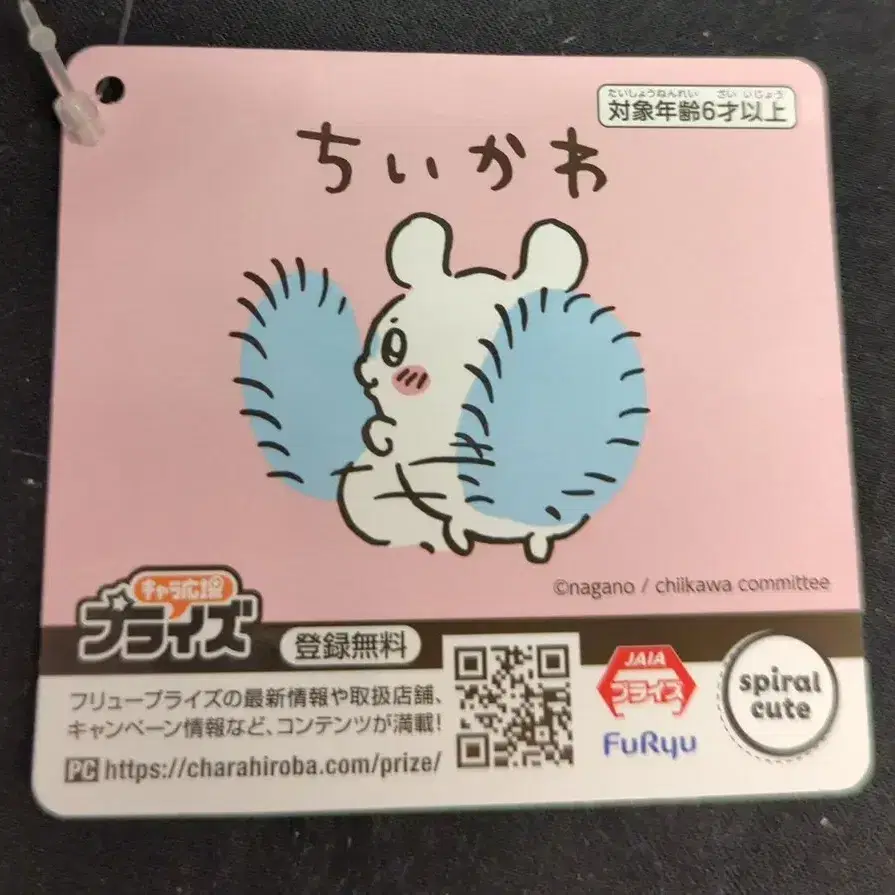 たいしょうねんれい さい いじょう
対象年齢6才以上
ちいかわ
©nagano / chiikawa committee
キャラ広場
プライズ
登録無料
フリュープライズの最新情報や取扱店舗、
キャンペーン情報など、コンテンツが満載!
PC https://charahiroba.com/prize/
JAIA
プライズ
FuRyu
spiral
cute